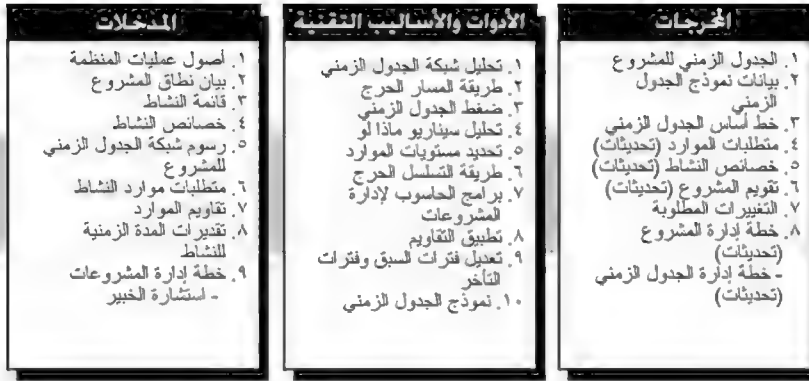 المدخلات
١. أصول عمليات المنظمة
٢. بيان نطاق المشروع
٣. قائمة النشاط
٤. خصائص النشاط
٥. رسوم شبكة الجدول الزمني
للمشروع
٦. متطلبات موارد النشاط
٧. تقاويم الموارد
٨. تقديرات المدة الزمنية
للنشاط
٩. خطة إدارة المشروعات
- استشارة الخبير
الأدوات والأساليب التقنية
١. تحليل شبكة الجدول الزمني
٢. طريقة المسار الحرج
٣. ضغط الجدول الزمني
٤. تحليل سيناريو ماذا لو
٥. تحديد مستويات الموارد
٦. طريقة التسلسل الحرج
٧. برامج الحاسوب لإدارة
المشروعات
٨. تطبيق التقاويم
٩. تعديل فترات السبق وفترات
التأخر
١٠. نموذج الجدول الزمني
المخرجات
١. الجدول الزمني للمشروع
٢. بيانات نموذج الجدول
الزمني
٣. خط أساس الجدول الزمني
٤. متطلبات الموارد (تحديثات)
٥. خصائص النشاط (تحديثات)
٦. تقويم المشروع (تحديثات)
٧. التغييرات المطلوبة
٨. خطة إدارة المشروع
(تحديثات)
- خطة إدارة الجدول الزمني
(تحديثات)